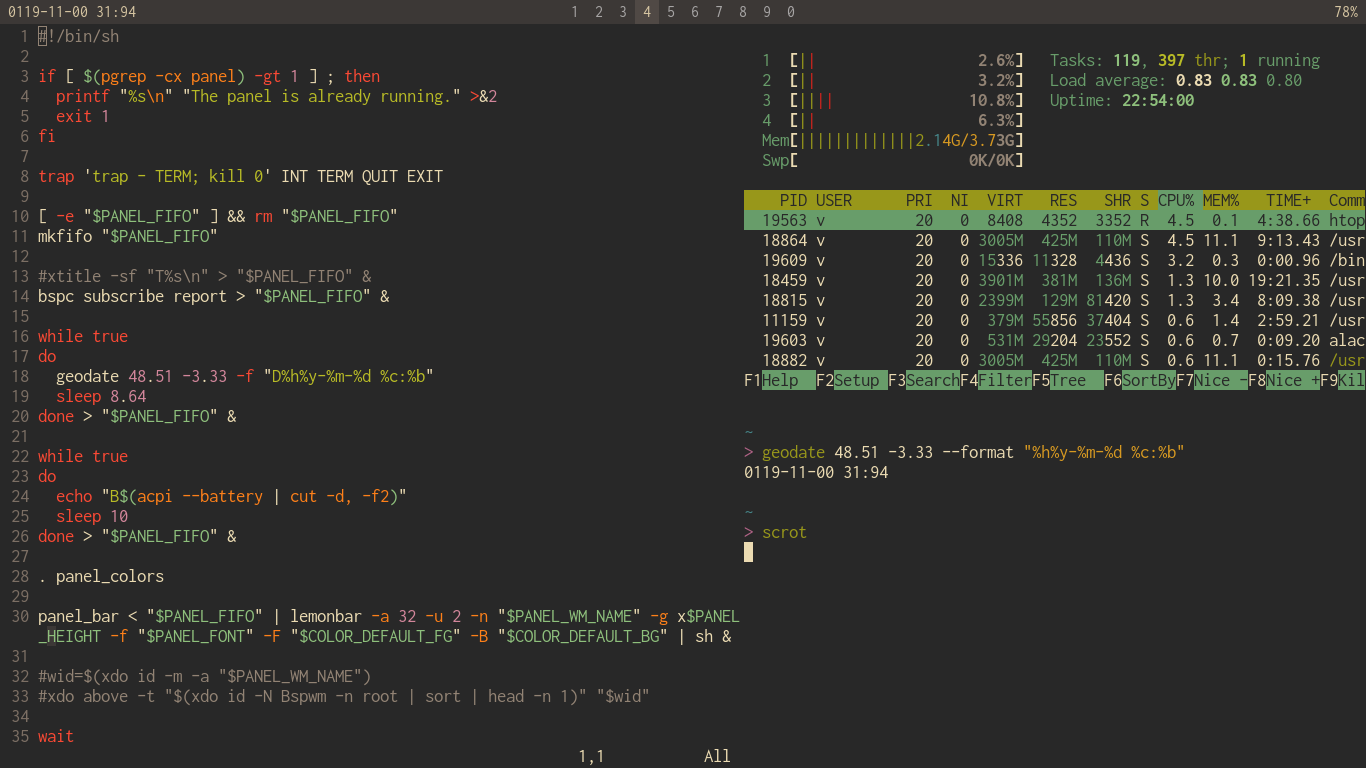 0119-11-00 31:94 1 2 3 4 5 6 7 8 9 0 78%
1 #!/bin/sh
2
3 if [ $(pgrep -cx panel) -gt 1 ] ; then
4   printf "%s\n" "The panel is already running." >&2
5   exit 1
6 fi
7
8 trap 'trap - TERM; kill 0' INT TERM QUIT EXIT
9
10 [ -e "$PANEL_FIFO" ] && rm "$PANEL_FIFO"
11 mkfifo "$PANEL_FIFO"
12
13 #xtitle -sf "T%s\n" > "$PANEL_FIFO" &
14 bspc subscribe report > "$PANEL_FIFO" &
15
16 while true
17 do
18   geodate 48.51 -3.33 -f "D%h%y-%m-%d %c:%b"
19   sleep 8.64
20 done > "$PANEL_FIFO" &
21
22 while true
23 do
24   echo "B$(acpi --battery | cut -d, -f2)"
25   sleep 10
26 done > "$PANEL_FIFO" &
27
28 . panel_colors
29
30 panel_bar < "$PANEL_FIFO" | lemonbar -a 32 -u 2 -n "$PANEL_WM_NAME" -g x$PANEL
_HEIGHT -f "$PANEL_FONT" -F "$COLOR_DEFAULT_FG" -B "$COLOR_DEFAULT_BG" | sh &
31
32 #wid=$(xdo id -m -a "$PANEL_WM_NAME")
33 #xdo above -t "$(xdo id -N Bspwm -n root | sort | head -n 1)" "$wid"
34
35 wait
1,1 All
1 [|| 2.6%] Tasks: 119, 397 thr; 1 running
2 [|| 3.2%] Load average: 0.83 0.83 0.80
3 [|||| 10.8%] Uptime: 22:54:00
4 [|| 6.3%]
Mem[|||||||||||||2.14G/3.73G]
Swp[ 0K/0K]
PID USER PRI NI VIRT RES SHR S CPU% MEM% TIME+ Comm
19563 v 20 0 8408 4352 3352 R 4.5 0.1 4:38.66 htop
18864 v 20 0 3005M 425M 110M S 4.5 11.1 9:13.43 /usr
19609 v 20 0 15336 11328 4436 S 3.2 0.3 0:00.96 /bin
18459 v 20 0 3901M 381M 136M S 1.3 10.0 19:21.35 /usr
18815 v 20 0 2399M 129M 81420 S 1.3 3.4 8:09.38 /usr
11159 v 20 0 379M 55856 37404 S 0.6 1.4 2:59.21 /usr
19603 v 20 0 531M 29204 23552 S 0.6 0.7 0:09.20 alac
18882 v 20 0 3005M 425M 110M S 0.6 11.1 0:15.76 /usr
F1Help F2Setup F3SearchF4FilterF5Tree F6SortByF7Nice -F8Nice +F9Kil
~
> geodate 48.51 -3.33 --format "%h%y-%m-%d %c:%b"
0119-11-00 31:94
~
> scrot